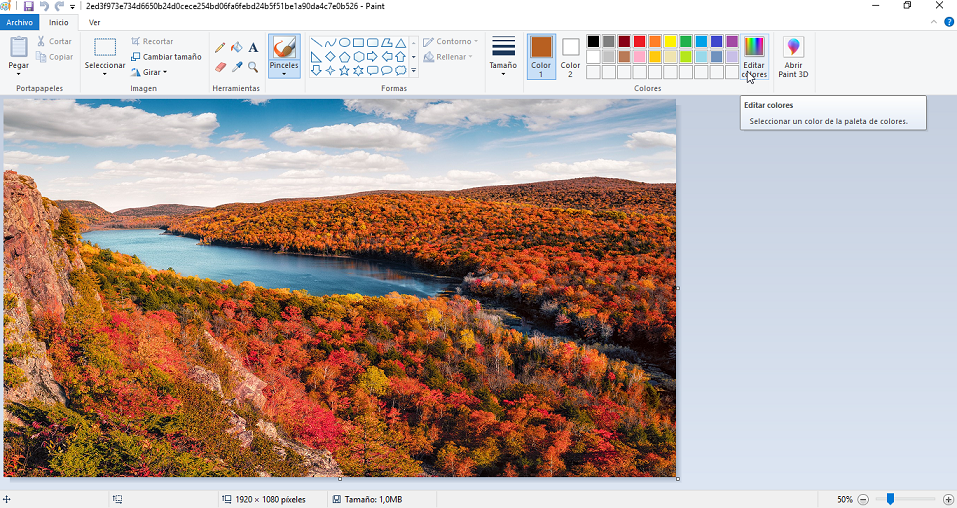 2ed3f973e734d6650b24d0cece254bd06fa6febd24b5f51be1a90da4c7e0b526 - Paint
Archivo Inicio Ver
Pegar
Cortar
Copiar
Portapapeles
Seleccionar
Recortar
Cambiar tamaño
Girar
Imagen
A
Herramientas
Pinceles
Contorno
Rellenar
Formas
Tamaño
Color
1
Color
2
Editar
colores
Colores
Abrir
Paint 3D
Editar colores
Seleccionar un color de la paleta de colores.
1920 × 1080 píxeles
Tamaño: 1,0MB
50%